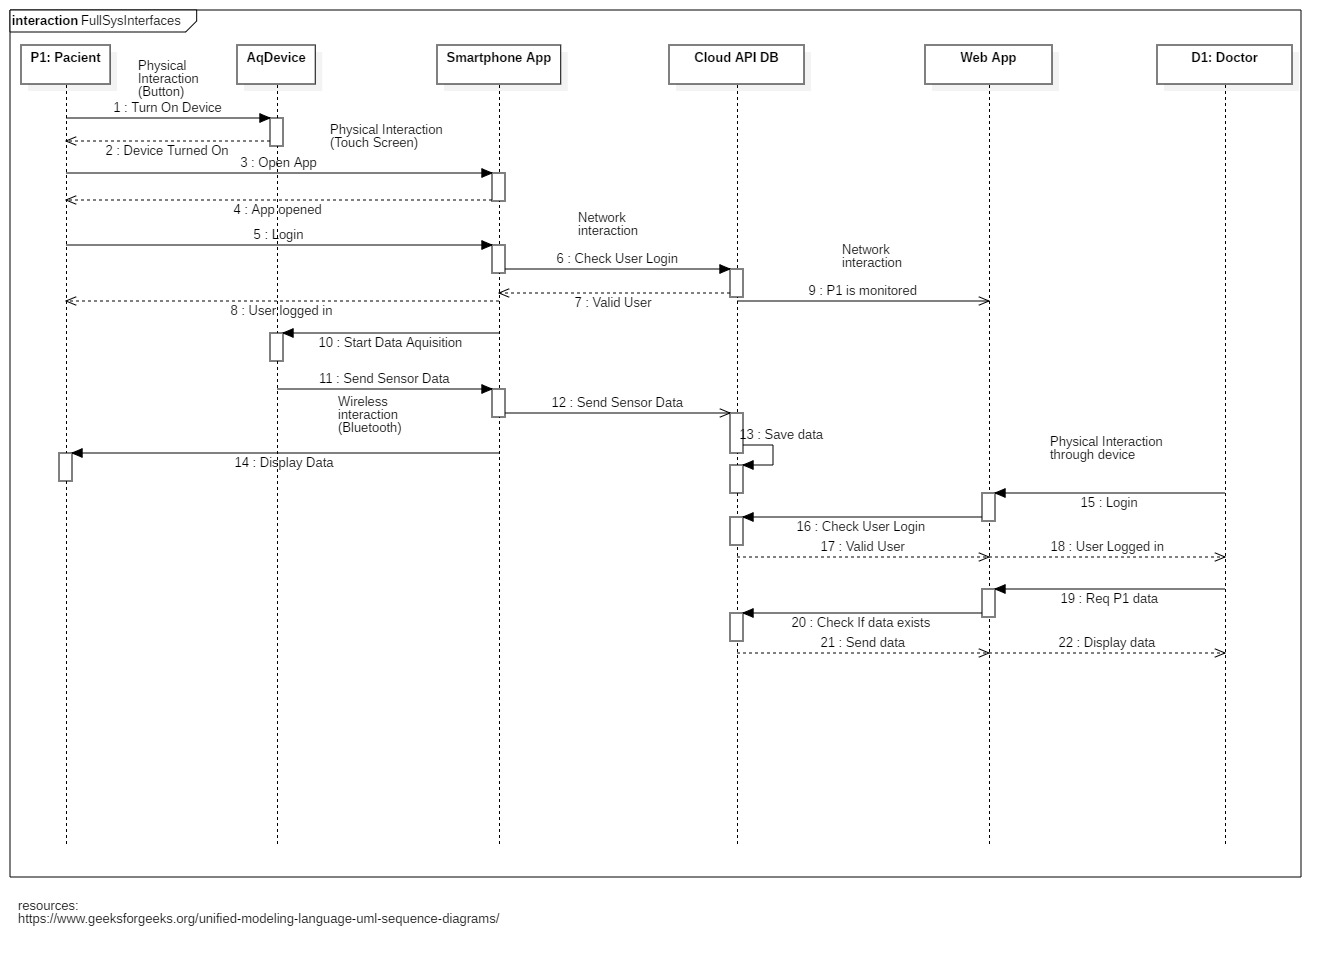 interaction FullSysInterfaces
P1: Pacient
AqDevice
Smartphone App
Cloud API DB
Web App
D1: Doctor
Physical
Interaction
(Button)
1 : Turn On Device
Physical Interaction
(Touch Screen)
2 : Device Turned On
3 : Open App
4 : App opened
Network
interaction
5 : Login
6 : Check User Login
Network
interaction
7 : Valid User
9 : P1 is monitored
8 : User logged in
10 : Start Data Aquisition
11 : Send Sensor Data
Wireless
interaction
(Bluetooth)
12 : Send Sensor Data
13 : Save data
14 : Display Data
Physical Interaction
through device
15 : Login
16 : Check User Login
17 : Valid User
18 : User Logged in
19 : Req P1 data
20 : Check If data exists
21 : Send data
22 : Display data
resources:
https://www.geeksforgeeks.org/unified-modeling-language-uml-sequence-diagrams/